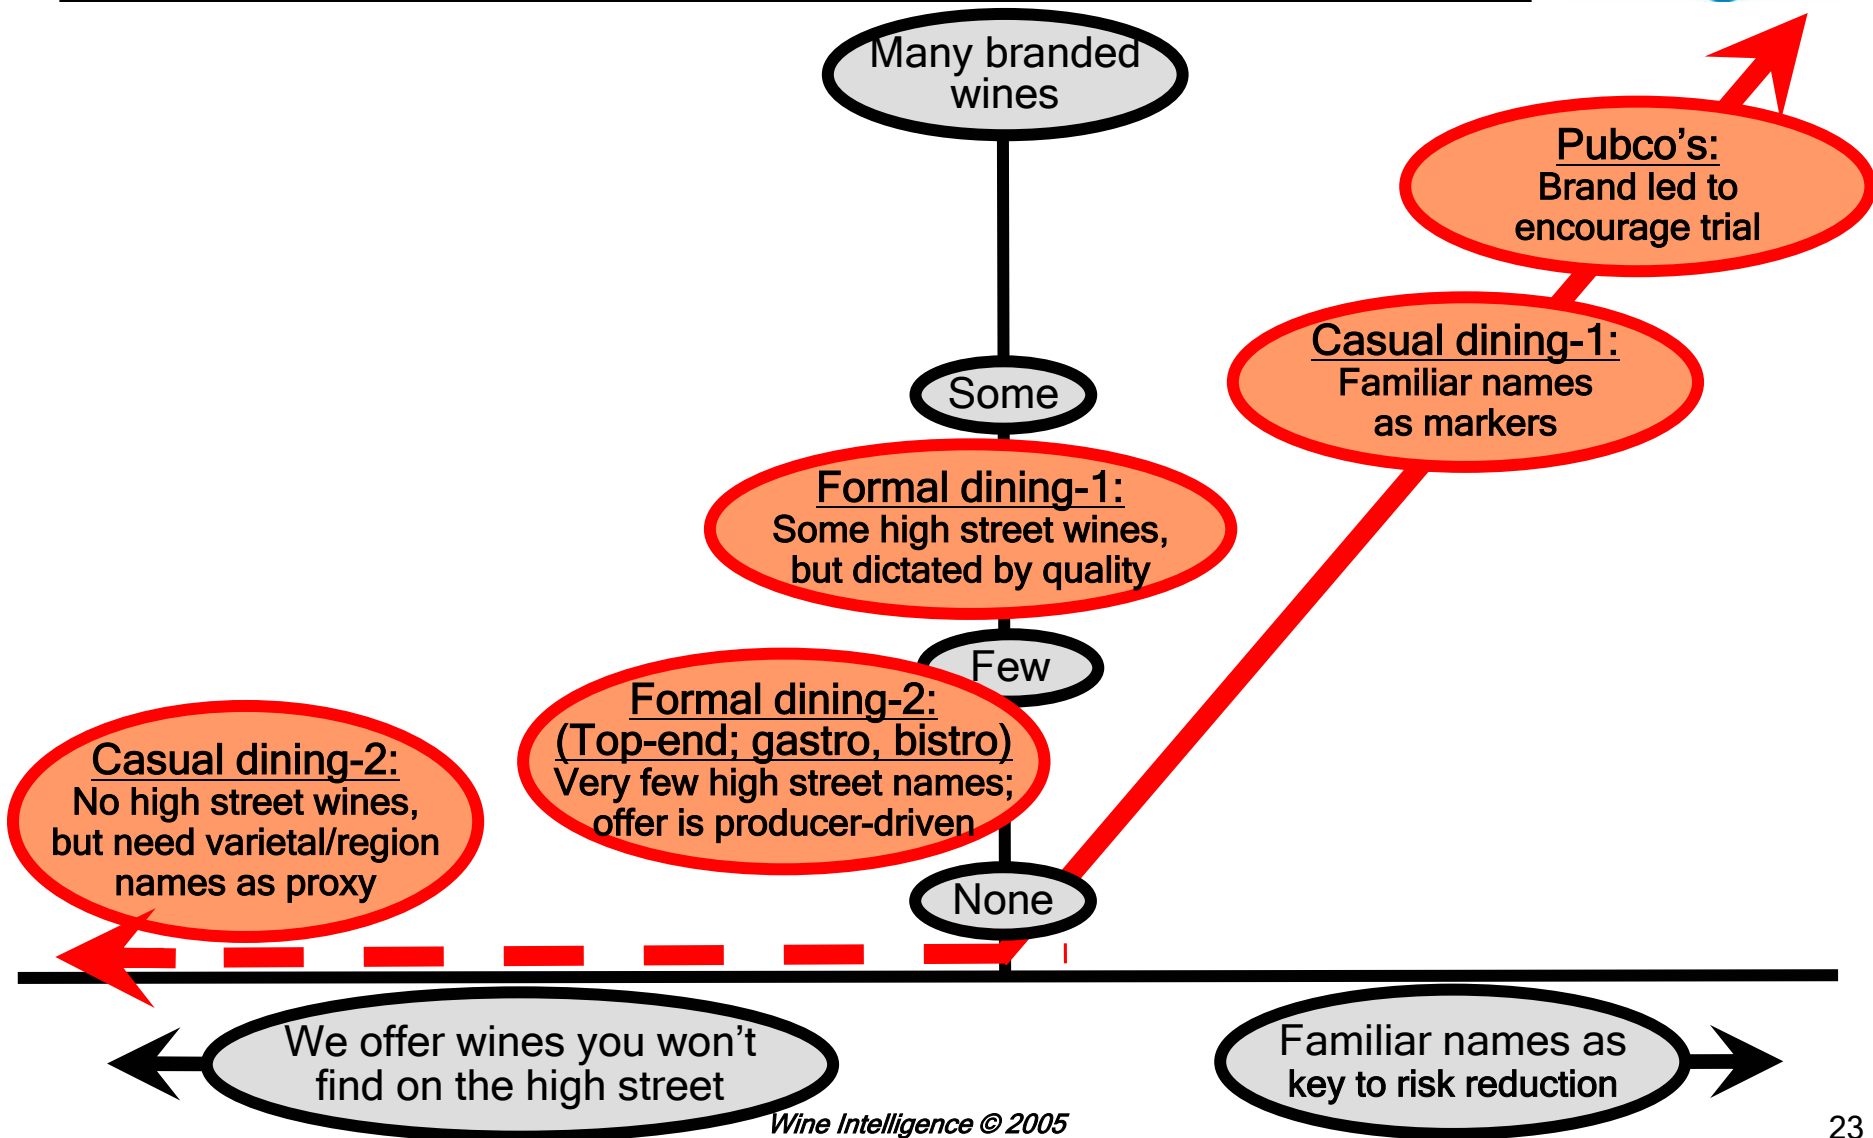 Many branded
wines
Pubco's:
Brand led to
encourage trial
Casual dining-1:
Familiar names
as markers
Some
Formal dining-1:
Some high street wines,
but dictated by quality
Few
Formal dining-2:
(Top-end; gastro, bistro)
Very few high street names;
offer is producer-driven
Casual dining-2:
No high street wines,
but need varietal/region
names as proxy
None
We offer wines you won't
find on the high street
Familiar names as
key to risk reduction
Wine Intelligence © 2005
23